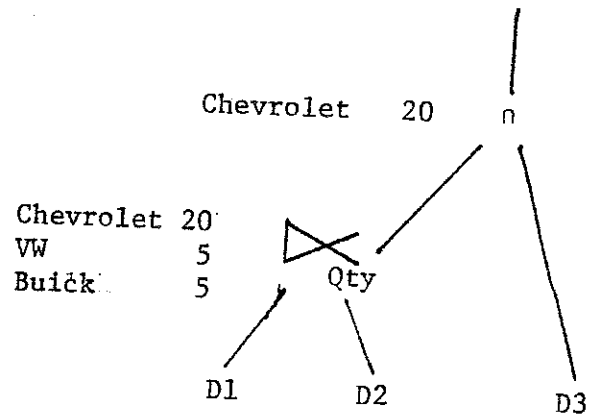 Chevrolet 20 ∩
Chevrolet 20
VW 5
Buick 5
Qty
D1 D2 D3